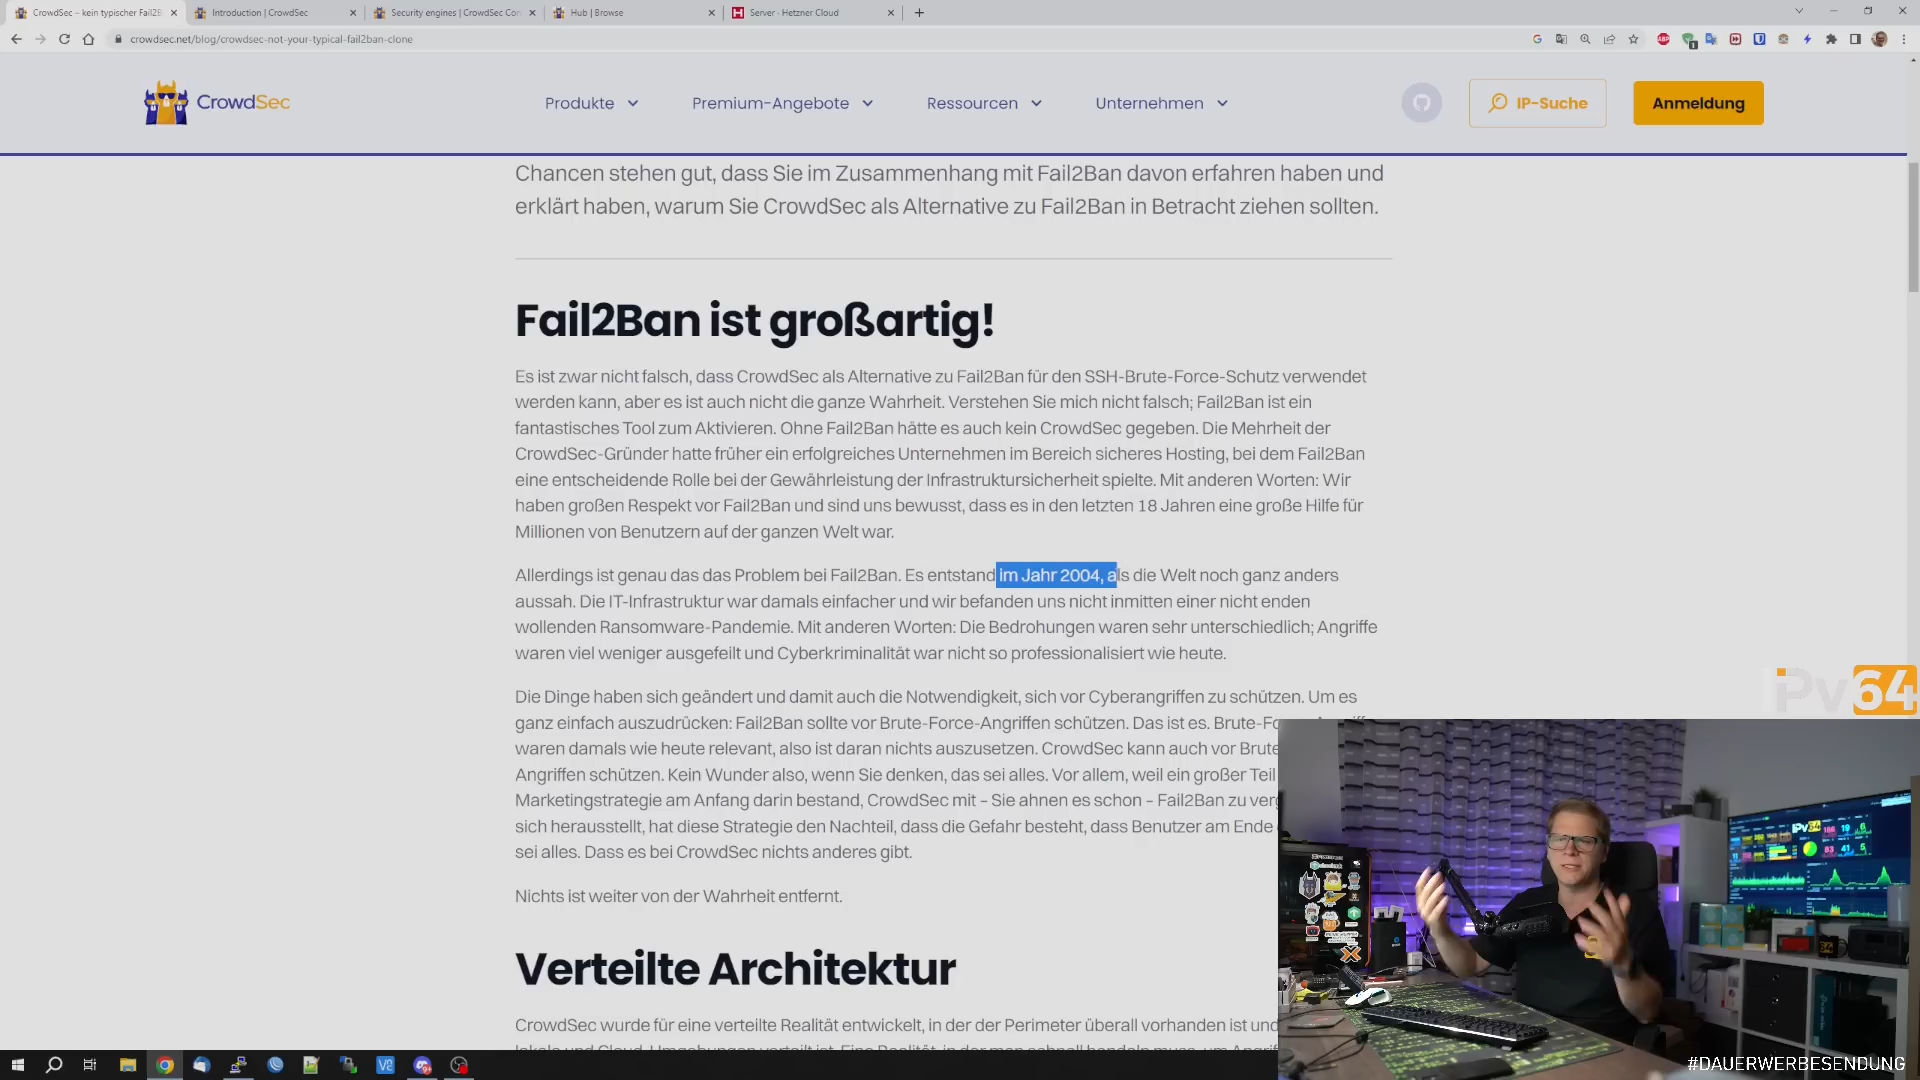 CrowdSec – kein typischer Fail2B
Introduction | CrowdSec
Security engines | CrowdSec Con
Hub | Browse
Server - Hetzner Cloud
crowdsec.net/blog/crowdsec-not-your-typical-fail2ban-clone
CrowdSec
Produkte
Premium-Angebote
Ressourcen
Unternehmen
IP-Suche
Anmeldung
Chancen stehen gut, dass Sie im Zusammenhang mit Fail2Ban davon erfahren haben und
erklärt haben, warum Sie CrowdSec als Alternative zu Fail2Ban in Betracht ziehen sollten.
Fail2Ban ist großartig!
Es ist zwar nicht falsch, dass CrowdSec als Alternative zu Fail2Ban für den SSH-Brute-Force-Schutz verwendet
werden kann, aber es ist auch nicht die ganze Wahrheit. Verstehen Sie mich nicht falsch; Fail2Ban ist ein
fantastisches Tool zum Aktivieren. Ohne Fail2Ban hätte es auch kein CrowdSec gegeben. Die Mehrheit der
CrowdSec-Gründer hatte früher ein erfolgreiches Unternehmen im Bereich sicheres Hosting, bei dem Fail2Ban
eine entscheidende Rolle bei der Gewährleistung der Infrastruktursicherheit spielte. Mit anderen Worten: Wir
haben großen Respekt vor Fail2Ban und sind uns bewusst, dass es in den letzten 18 Jahren eine große Hilfe für
Millionen von Benutzern auf der ganzen Welt war.
Allerdings ist genau das das Problem bei Fail2Ban. Es entstand im Jahr 2004, als die Welt noch ganz anders
aussah. Die IT-Infrastruktur war damals einfacher und wir befanden uns nicht inmitten einer nicht enden
wollenden Ransomware-Pandemie. Mit anderen Worten: Die Bedrohungen waren sehr unterschiedlich; Angriffe
waren viel weniger ausgefeilt und Cyberkriminalität war nicht so professionalisiert wie heute.
Die Dinge haben sich geändert und damit auch die Notwendigkeit, sich vor Cyberangriffen zu schützen. Um es
ganz einfach auszudrücken: Fail2Ban sollte vor Brute-Force-Angriffen schützen. Das ist es.
waren damals wie heute relevant, also ist daran nichts auszusetzen. CrowdSec kann auch vor Brute
Angriffen schützen. Kein Wunder also, wenn Sie denken, das sei alles. Vor allem, weil ein großer Teil
Marketingstrategie am Anfang darin bestand, CrowdSec mit – Sie ahnen es schon – Fail2Ban zu
sich herausstellt, hat diese Strategie den Nachteil, dass die Gefahr besteht, dass Benutzer am Ende
sei alles. Dass es bei CrowdSec nichts anderes gibt.
Nichts ist weiter von der Wahrheit entfernt.
Verteilte Architektur
CrowdSec wurde für eine verteilte Realität entwickelt, in der der Perimeter überall vorhanden ist und
iPv64
#DAUERWERBESENDUNG